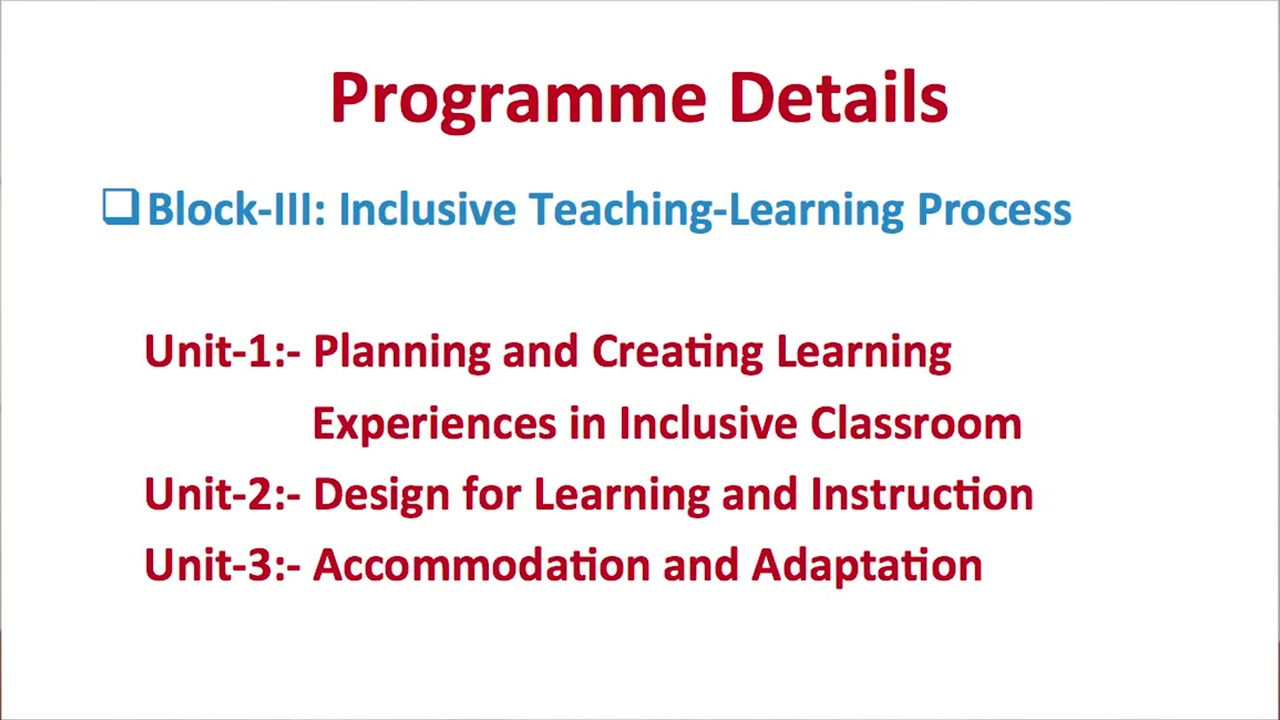 Programme Details
Block-III: Inclusive Teaching-Learning Process
Unit-1:- Planning and Creating Learning
Experiences in Inclusive Classroom
Unit-2:- Design for Learning and Instruction
Unit-3:- Accommodation and Adaptation